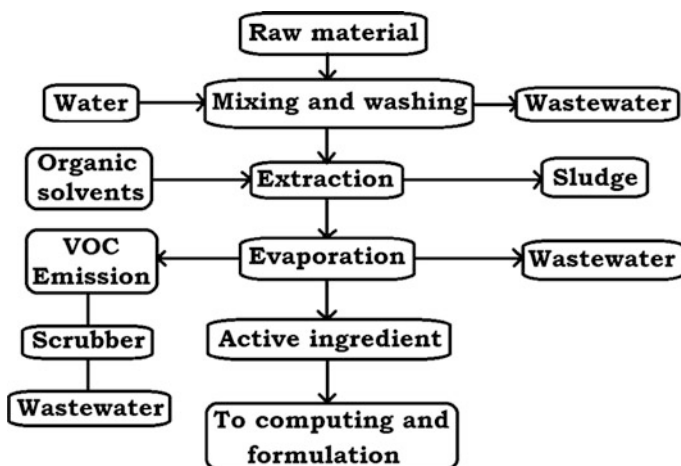 Raw material
Water
Mixing and washing
Wastewater
Organic
solvents
Extraction
Sludge
VOC
Emission
Evaporation
Wastewater
Scrubber
Active ingredient
Wastewater
To computing and
formulation